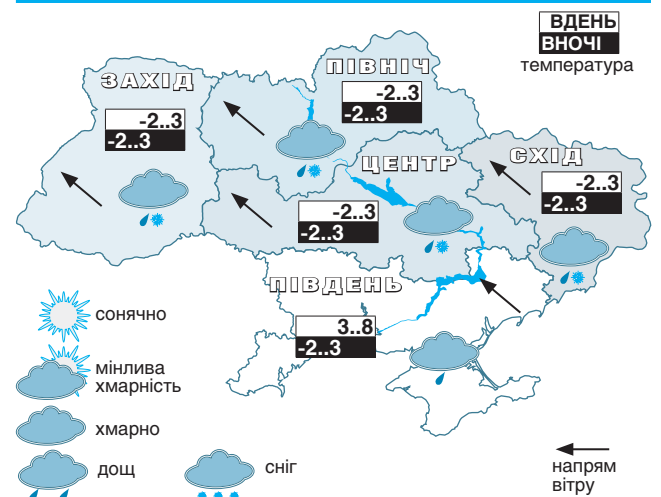 ВДЕНЬ
ВНОЧІ
температура
ПІВНІЧ
-2..3
-2..3
ЗАХІД
-2..3
-2..3
ЦЕНТР
-2..3
-2..3
СХІД
-2..3
-2..3
ПІВДЕНЬ
3..8
-2..3
сонячно
мінлива
хмарність
хмарно
дощ
сніг
напрям
вітру